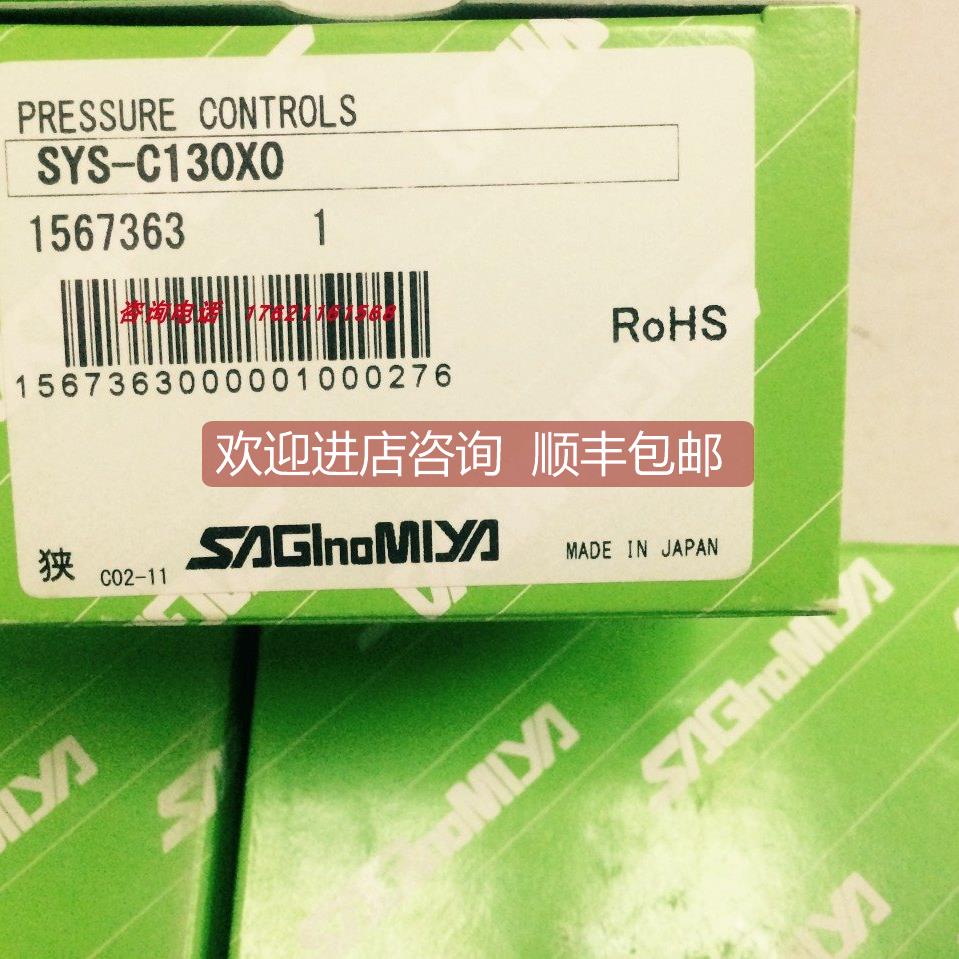 PRESSURE CONTROLS
SYS-C130X0
1567363 1
咨询电话 17621161568
RoHS
1567363000001000276
欢迎进店咨询 顺丰包邮
狭 C02-11 SAGInoMIYA MADE IN JAPAN
SAGInoMIYA
SAGInoMIYA